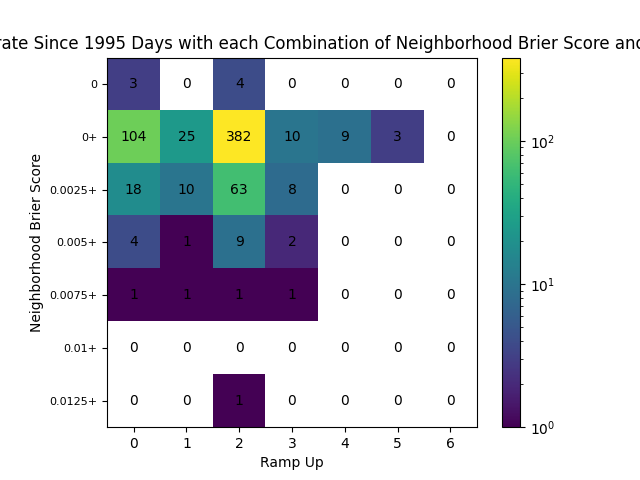 rate Since 1995 Days with each Combination of Neighborhood Brier Score and
Neighborhood Brier Score
0 3 0 4 0 0 0 0
0+ 104 25 382 10 9 3 0
0.0025+ 18 10 63 8 0 0 0
0.005+ 4 1 9 2 0 0 0
0.0075+ 1 1 1 1 0 0 0
0.01+ 0 0 0 0 0 0 0
0.0125+ 0 0 1 0 0 0 0
0 1 2 3 4 5 6
Ramp Up
10²
10¹
10⁰